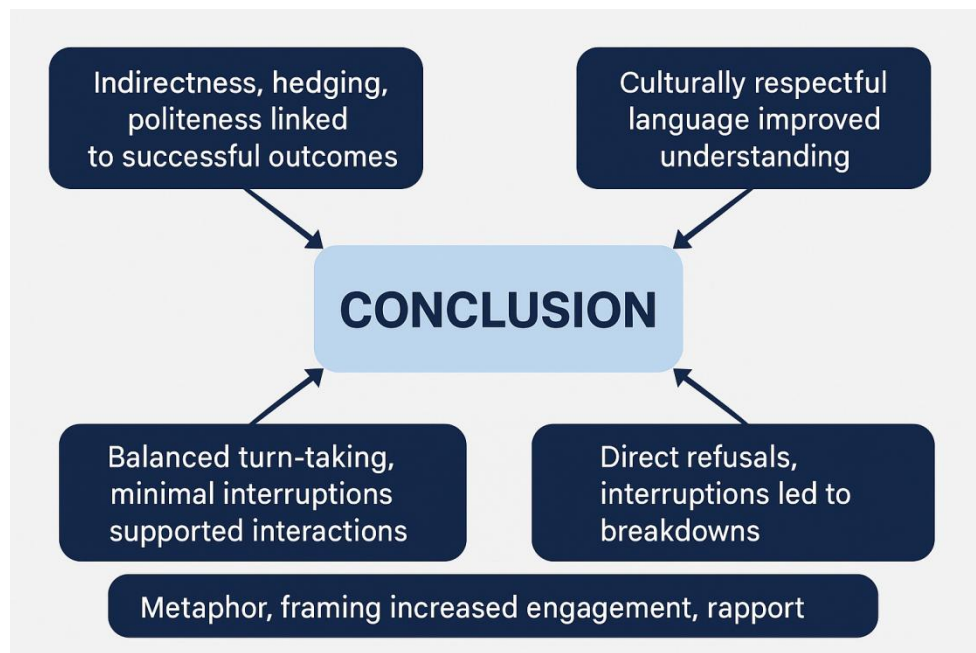 Indirectness, hedging,
politeness linked
to successful outcomes
Culturally respectful
language improved
understanding
CONCLUSION
Balanced turn-taking,
minimal interruptions
supported interactions
Direct refusals,
interruptions led to
breakdowns
Metaphor, framing increased engagement, rapport